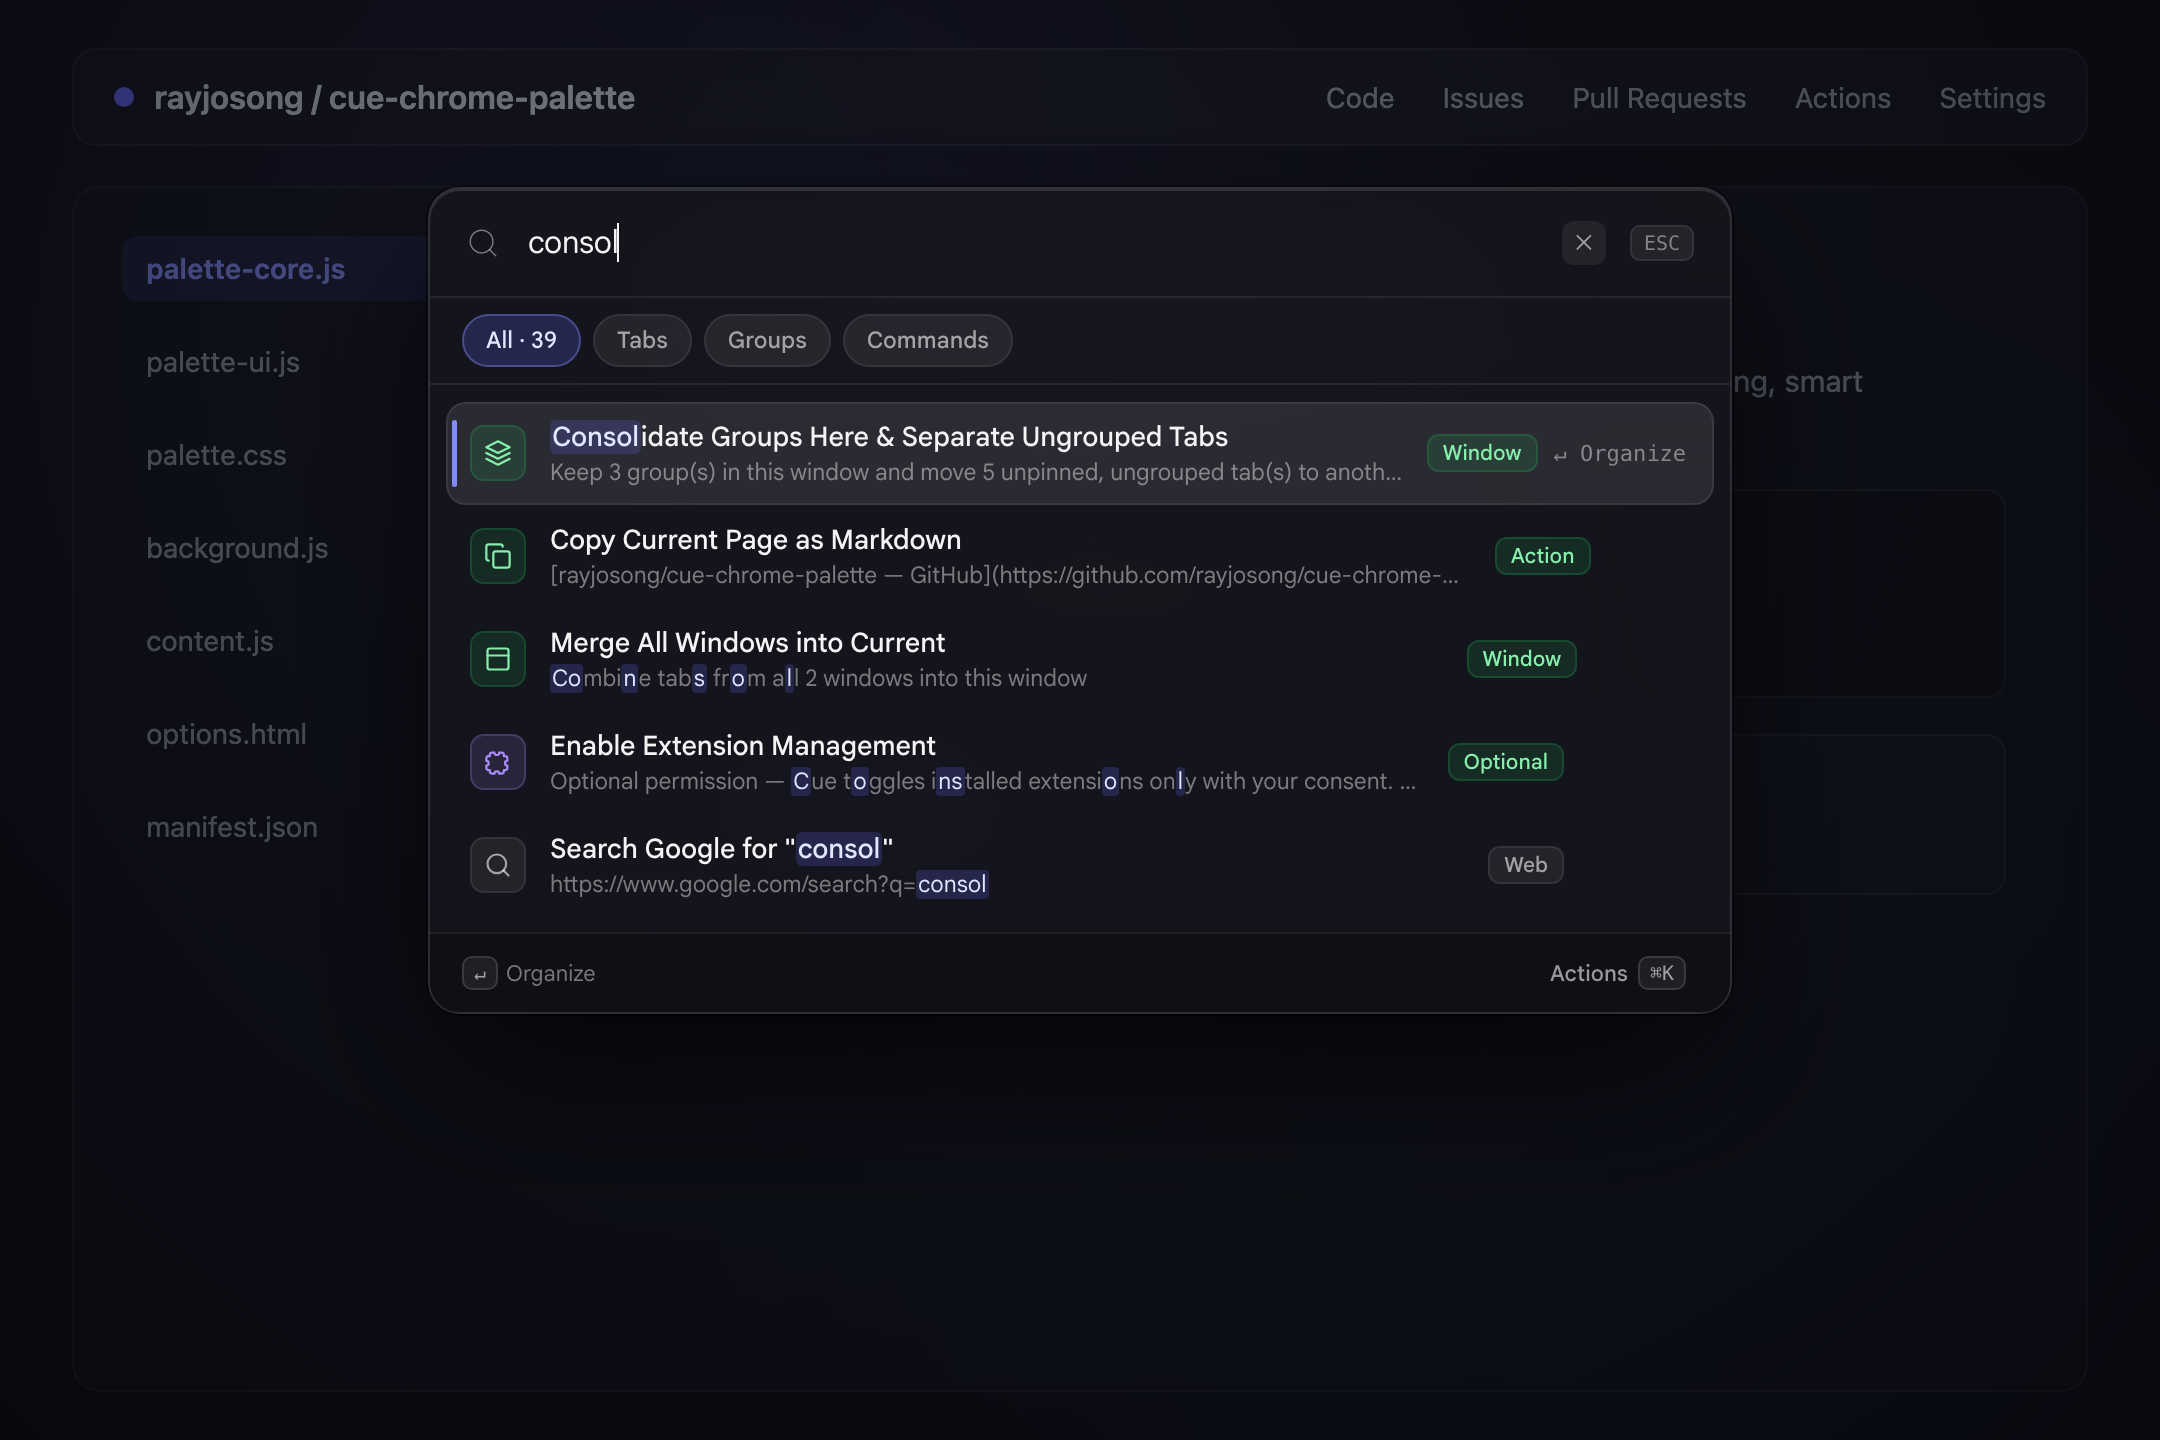 rayjosong / cue-chrome-palette
Code Issues Pull Requests Actions Settings
consol
ESC
All · 39 Tabs Groups Commands
palette-core.js
palette-ui.js
palette.css
background.js
content.js
options.html
manifest.json
ng, smart
Consolidate Groups Here & Separate Ungrouped Tabs
Keep 3 group(s) in this window and move 5 unpinned, ungrouped tab(s) to anoth...
Window ↵ Organize
Copy Current Page as Markdown
[rayjosong/cue-chrome-palette — GitHub](https://github.com/rayjosong/cue-chrome-...
Action
Merge All Windows into Current
Combine tabs from all 2 windows into this window
Window
Enable Extension Management
Optional permission — Cue toggles installed extensions only with your consent. ...
Optional
Search Google for "consol"
https://www.google.com/search?q=consol
Web
↵ Organize
Actions ⌘K